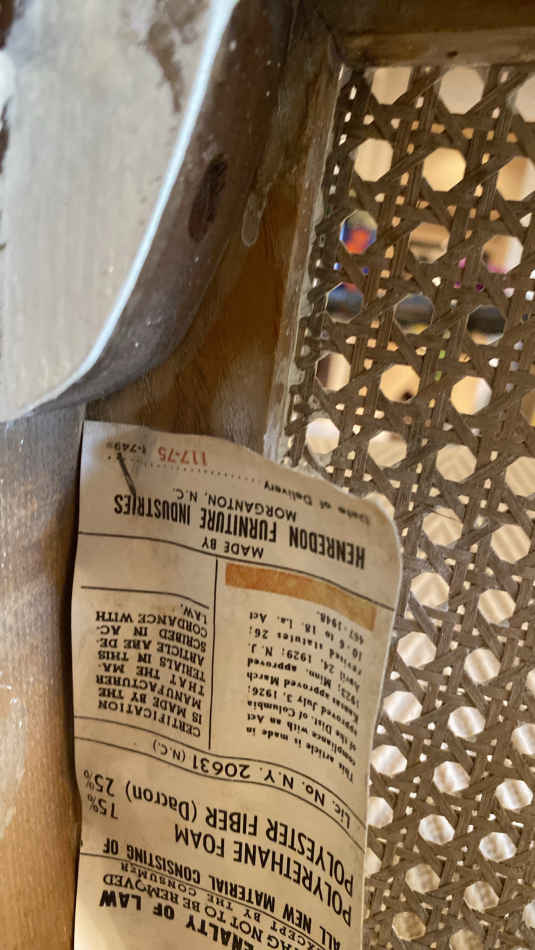 ENALTY OF LAW
AG NOT TO BE REMOVED
EXCEPT BY THE CONSUMER
ALL NEW MATERIAL CONSISTING OF
POLYRETHANE FOAM 75%
POLYESTER FIBER (Dacron) 25%
Lic. No. N.Y. 20631 (N.C.)
This article is made in
compliance with an Act
of the Dist. of Columbia
approved July 3, 1926;
Kansas approved March
1923; Minn. approved
April 24, 1929; N. J.
revised statutes 26;
10-6 to 18. La. Act
467-1948.
CERTIFICATION
IS MADE BY THE
MANUFACTURER
THAT THE MA-
TERIALS IN THIS
ARTICLE ARE DE-
SCRIBED IN AC-
CORDANCE WITH
LAW.
MADE BY
HENREDON FURNITURE INDUSTRIES
MORGANTON, N.C.
Date of Delivery
117-75